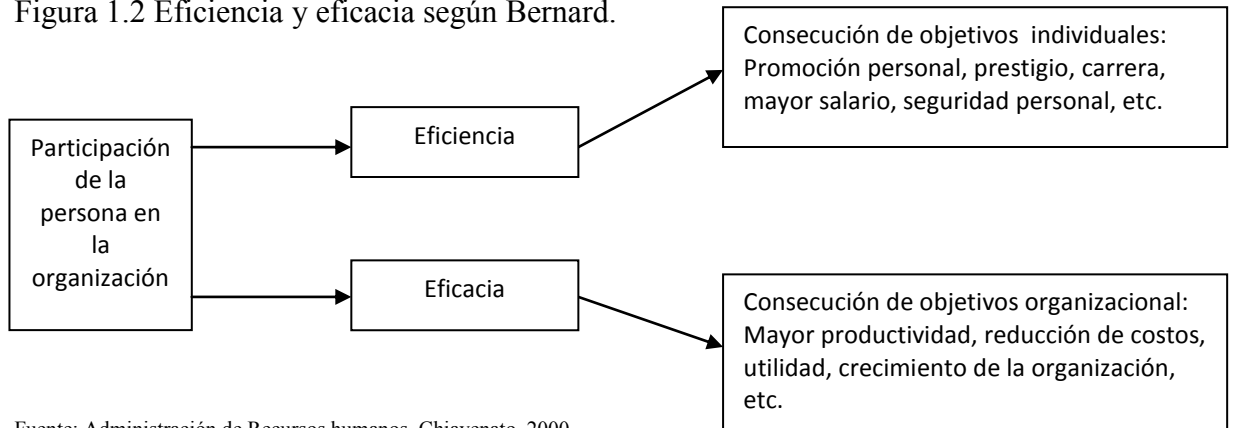 Figura 1.2 Eficiencia y eficacia según Bernard.
Participación
de la
persona en
la
organización
Eficiencia
Consecución de objetivos  individuales:
Promoción personal, prestigio, carrera,
mayor salario, seguridad personal, etc.
Eficacia
Consecución de objetivos organizacional:
Mayor productividad, reducción de costos,
utilidad, crecimiento de la organización,
etc.
Fuente: Administración de Recursos humanos. Chiavenato. 2000